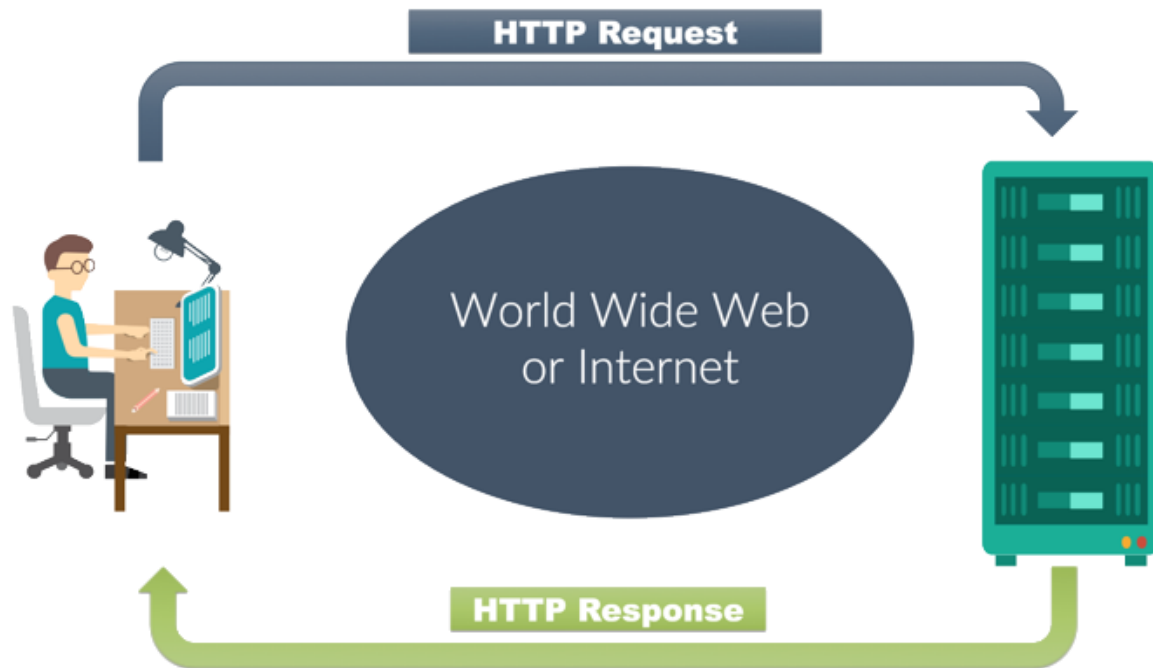 HTTP Request
World Wide Web
or Internet
HTTP Response